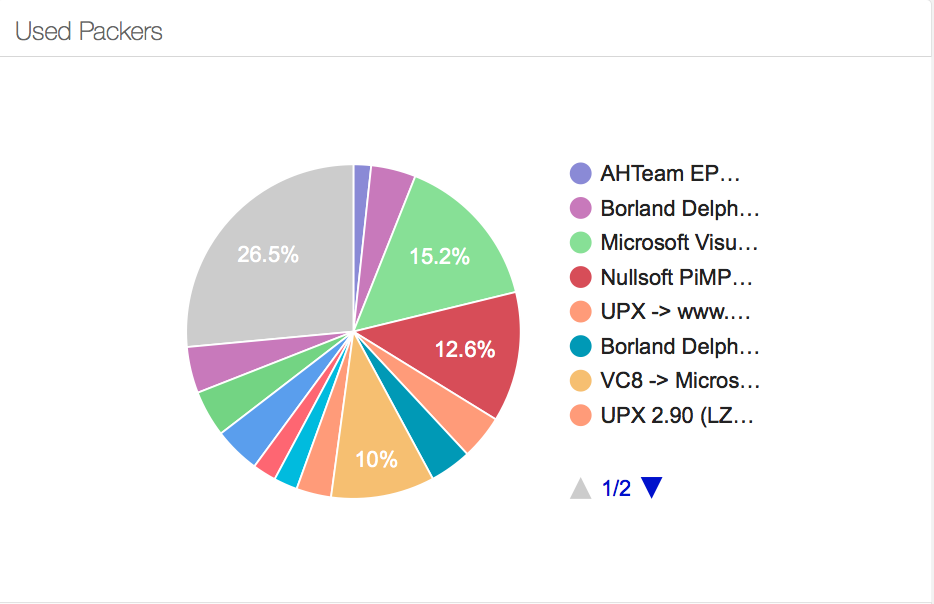 Used Packers
26.5%
15.2%
12.6%
10%
AHTeam EP…
Borland Delph…
Microsoft Visu…
Nullsoft PiMP…
UPX -> www.…
Borland Delph…
VC8 -> Micros…
UPX 2.90 (LZ…
1/2